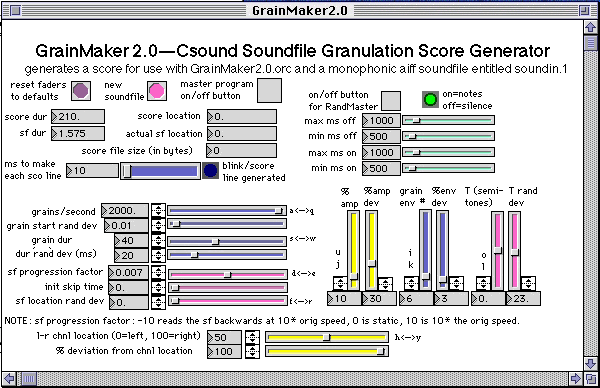 GrainMaker2.0
GrainMaker 2.0—Csound Soundfile Granulation Score Generator
generates a score for use with GrainMaker2.0.orc and a monophonic aiff soundfile entitled soundin.1
reset faders to defaults
new soundfile
master program on/off button
on/off button for RandMaster
on=notes off=silence
score dur 210.
score location 0.
max ms off 1000
sf dur 1.575
actual sf location 0.
min ms off 500
score file size (in bytes) 0
max ms on 1000
ms to make each sco line 10
blink/score line generated
min ms on 500
% amp
%amp dev
grain env #
%env dev
T (semi-tones)
T rand dev
grains/second 2000. a<->q
grain start rand dev 0.01
grain dur 40 s<->w
dur rand dev (ms) 20
u j
i k
o l
sf progression factor 0.007 d<->e
init skip time 0.
sf location rand dev 0. f<->r
10 30 6 3 0. 23.
NOTE: sf progression factor: -10 reads the sf backwards at 10* orig speed, 0 is static, 10 is 10* the orig speed.
l-r chnl location (0=left, 100=right) 50 h<->y
% deviation from chnl location 100